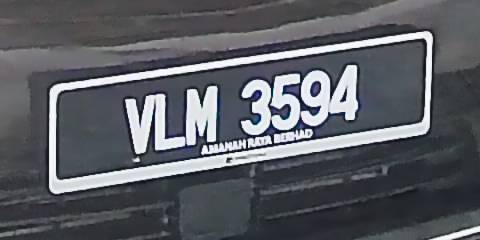 VLM 3594
AMANAH RAYA BERHAD